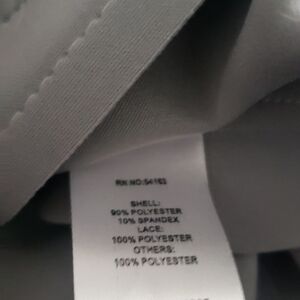 RN NO:54163
SHELL:
90% POLYESTER
10% SPANDEX
LACE:
100% POLYESTER
OTHERS:
100% POLYESTER